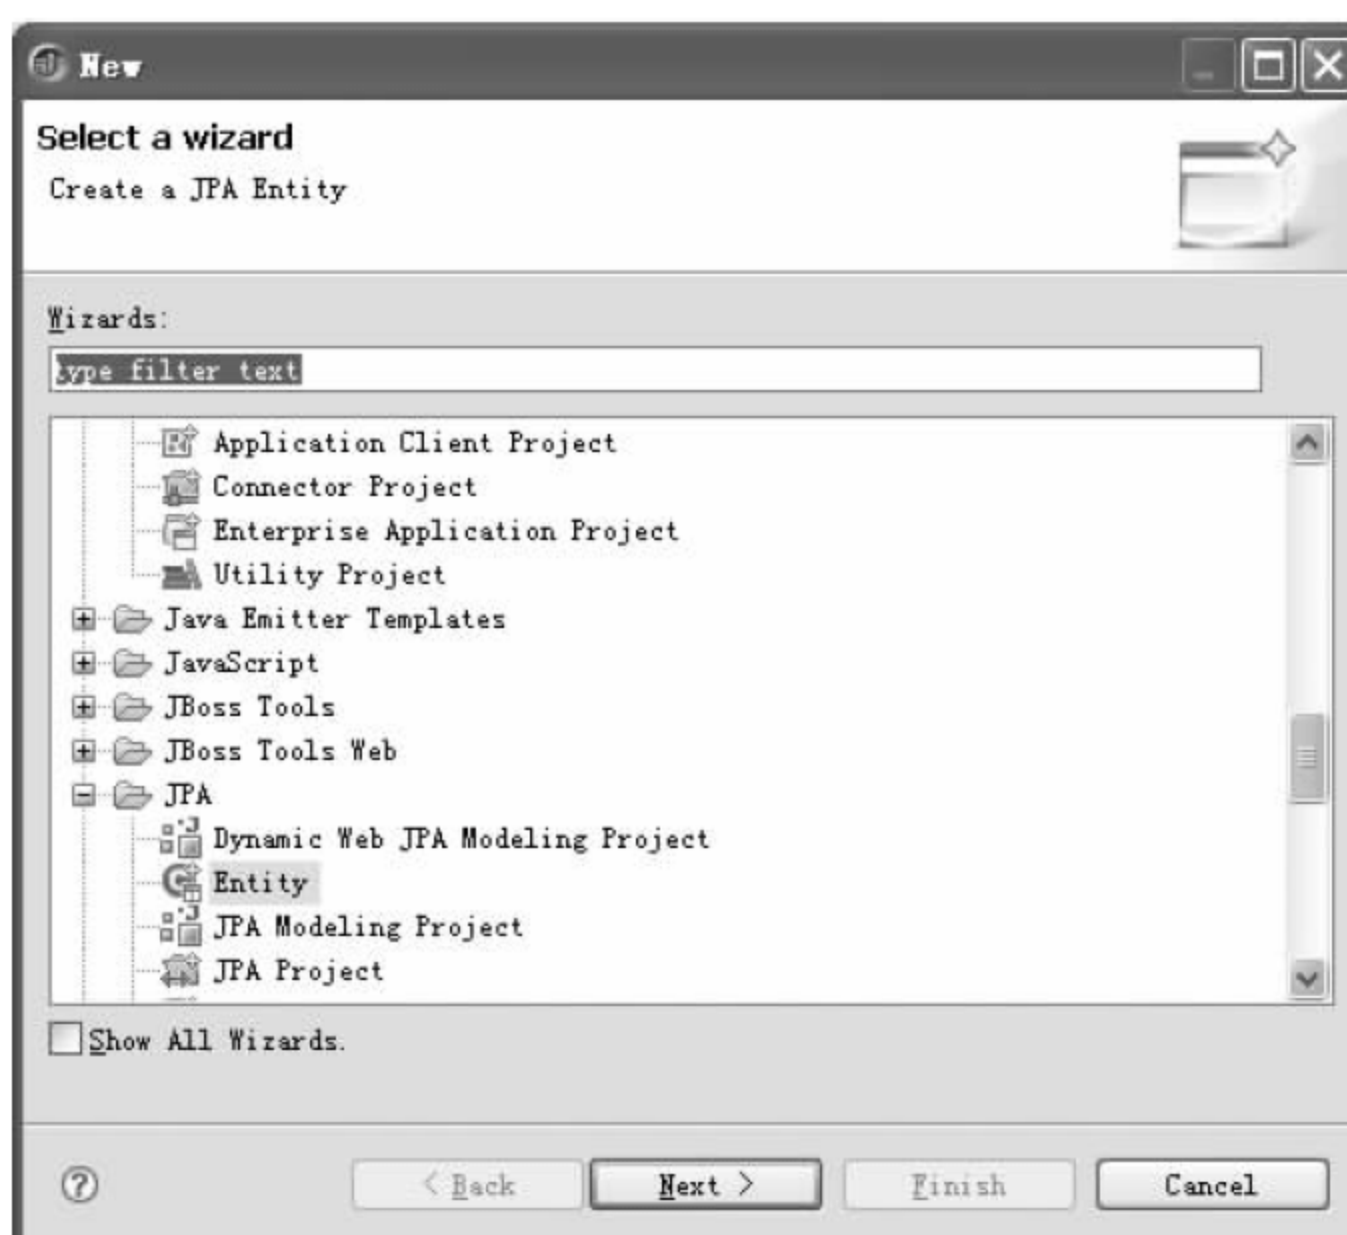 New
Select a wizard
Create a JPA Entity
Wizards:
type filter text
Application Client Project
Connector Project
Enterprise Application Project
Utility Project
Java Emitter Templates
JavaScript
JBoss Tools
JBoss Tools Web
JPA
Dynamic Web JPA Modeling Project
Entity
JPA Modeling Project
JPA Project
Show All Wizards.
< Back
Next >
Finish
Cancel